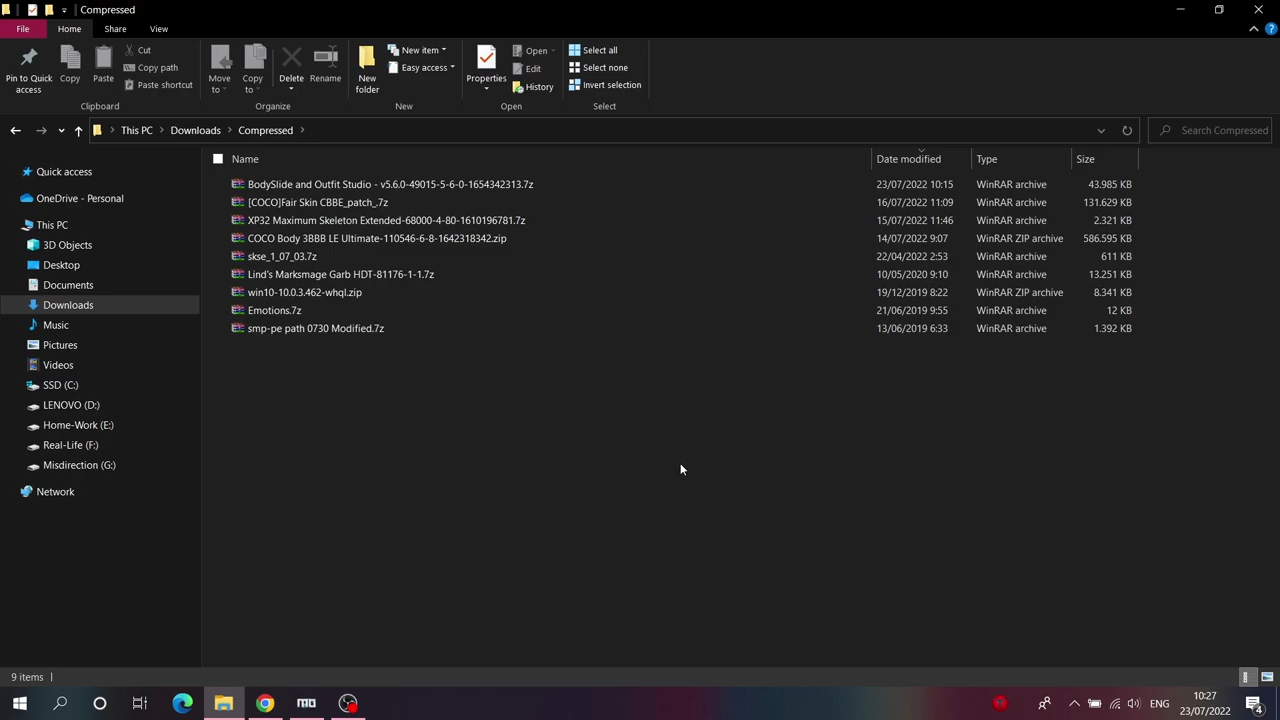 Compressed
File Home Share View
Pin to Quick access
Copy
Paste
Cut
Copy path
Paste shortcut
Clipboard
Move to
Copy to
Delete
Rename
Organize
New folder
New item
Easy access
New
Properties
Open
Edit
History
Open
Select all
Select none
Invert selection
Select
This PC > Downloads > Compressed >
Search Compressed
Quick access
OneDrive - Personal
This PC
3D Objects
Desktop
Documents
Downloads
Music
Pictures
Videos
SSD (C:)
LENOVO (D:)
Home-Work (E:)
Real-Life (F:)
Misdirection (G:)
Network
Name Date modified Type Size
BodySlide and Outfit Studio - v5.6.0-49015-5-6-0-1654342313.7z 23/07/2022 10:15 WinRAR archive 43.985 KB
[COCO]Fair Skin CBBE_patch_.7z 16/07/2022 11:09 WinRAR archive 131.629 KB
XP32 Maximum Skeleton Extended-68000-4-80-1610196781.7z 15/07/2022 11:46 WinRAR archive 2.321 KB
COCO Body 3BBB LE Ultimate-110546-6-8-1642318342.zip 14/07/2022 9:07 WinRAR ZIP archive 586.595 KB
skse_1_07_03.7z 22/04/2022 2:53 WinRAR archive 611 KB
Lind's Marksmage Garb HDT-81176-1-1.7z 10/05/2020 9:10 WinRAR archive 13.251 KB
win10-10.0.3.462-whql.zip 19/12/2019 8:22 WinRAR ZIP archive 8.341 KB
Emotions.7z 21/06/2019 9:55 WinRAR archive 12 KB
smp-pe path 0730 Modified.7z 13/06/2019 6:33 WinRAR archive 1.392 KB
9 items
ENG
10:27
23/07/2022
4